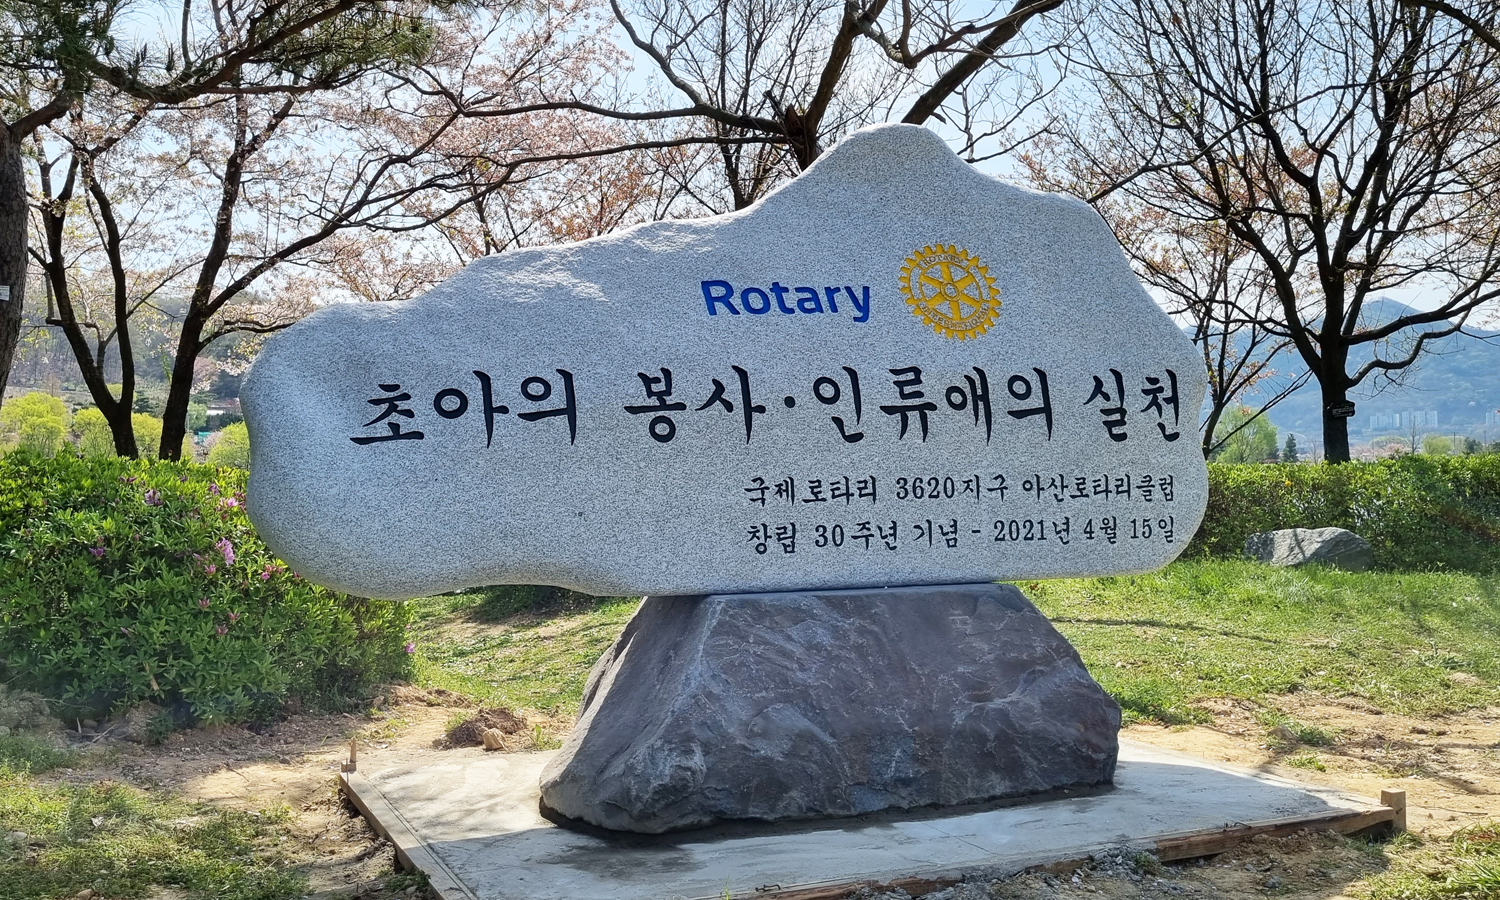 Rotary
초아의 봉사·인류애의 실천
국제로타리 3620지구 아산로타리클럽
창립 30주년 기념 - 2021년 4월 15일